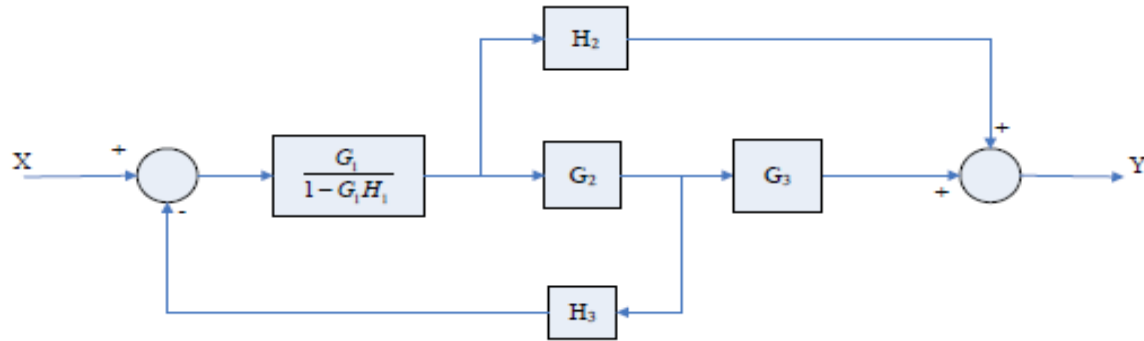 H₂
+
+
X
+
G₁
1 − G₁H₁
G₂
G₃
Y
+
-
H₃